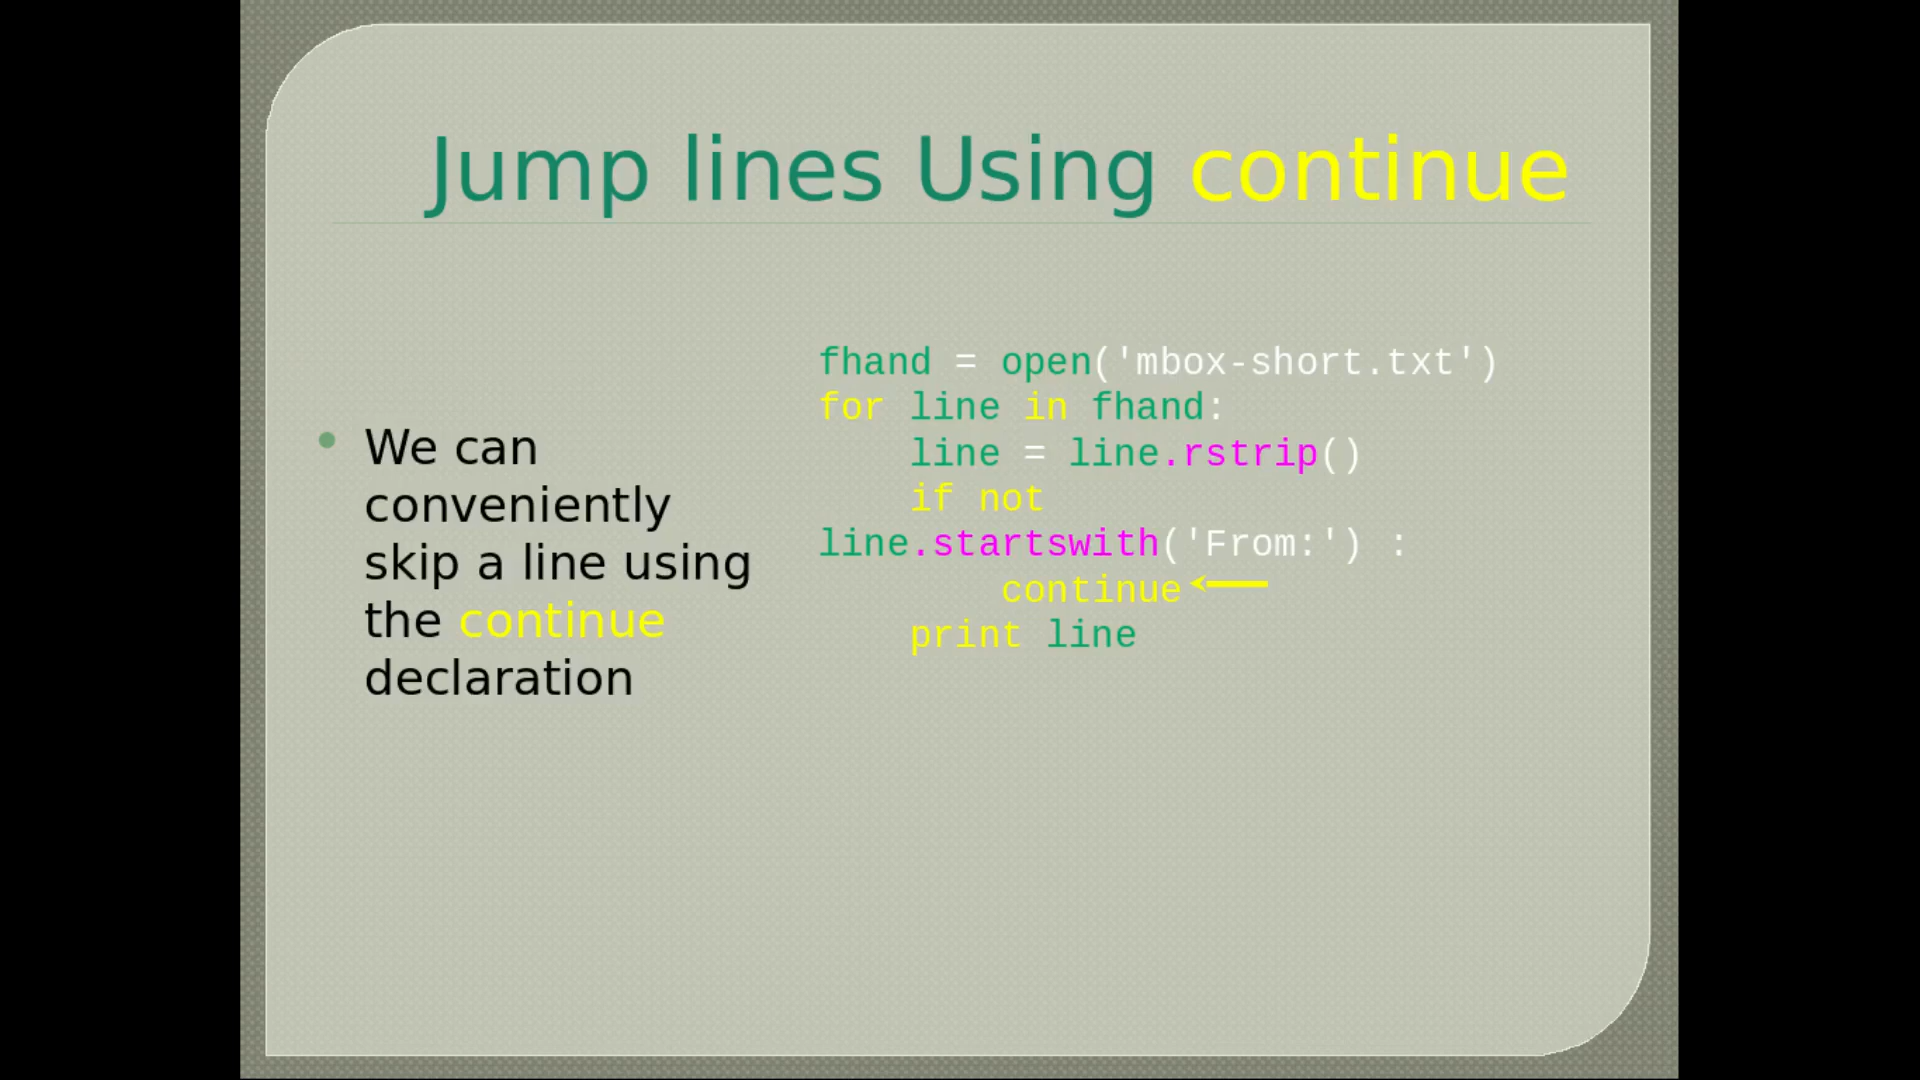 Jump lines Using continue
We can
conveniently
skip a line using
the continue
declaration
fhand = open('mbox-short.txt')
for line in fhand:
    line = line.rstrip()
    if not
line.startswith('From:') :
        continue
    print line